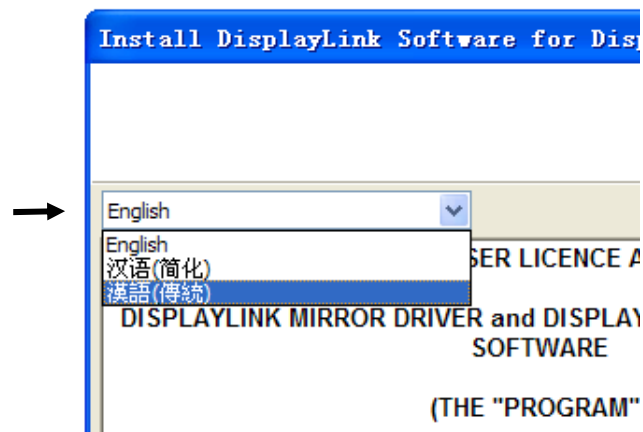 Install DisplayLink Software for Disp
English
English
汉语(简化)
漢語(傳統)
SER LICENCE A
DISPLAYLINK MIRROR DRIVER and DISPLAY
SOFTWARE
(THE "PROGRAM"